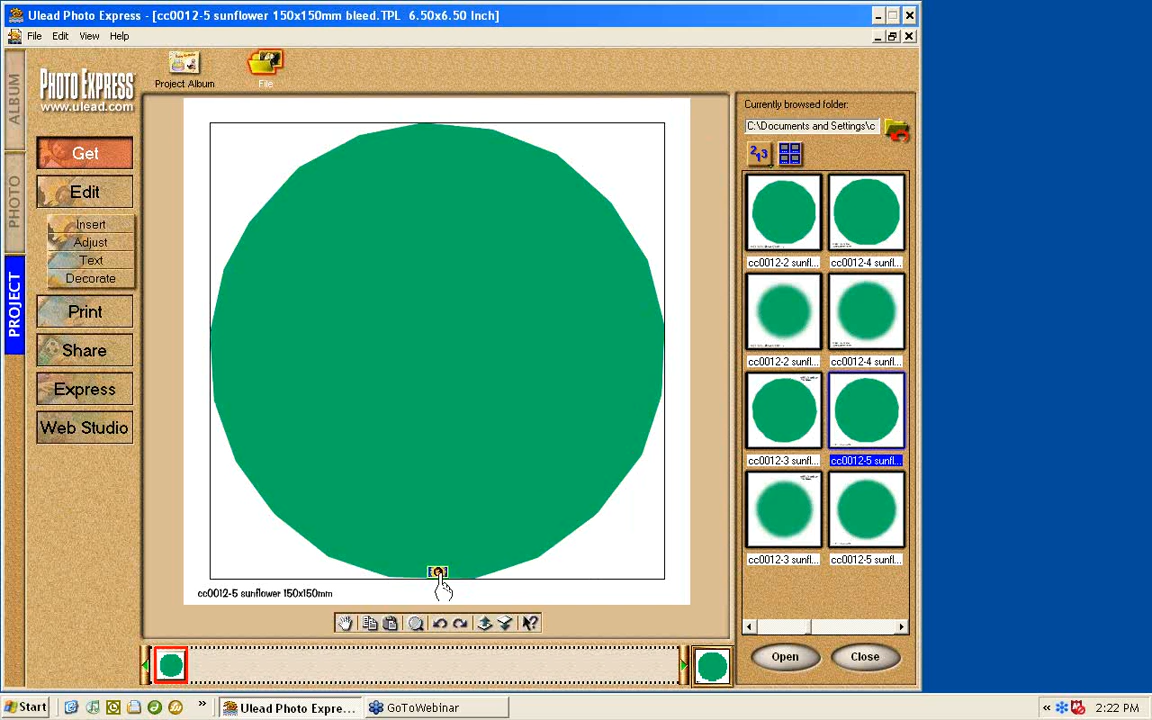 Ulead Photo Express - [cc0012-5 sunflower 150x150mm bleed.TPL 6.50x6.50 Inch]
File Edit View Help
ALBUM
PHOTO
PROJECT
PHOTO EXPRESS
www.ulead.com
Project Album
File
Get
Edit
Insert
Adjust
Text
Decorate
Print
Share
Express
Web Studio
cc0012-5 sunflower 150x150mm
Currently browsed folder:
C:\Documents and Settings\c
213
cc0012-2 sunfl... cc0012-4 sunfl...
cc0012-2 sunfl... cc0012-4 sunfl...
cc0012-3 sunfl... cc0012-5 sunfl...
cc0012-3 sunfl... cc0012-5 sunfl...
Open Close
Start
Ulead Photo Expre...
GoToWebinar
2:22 PM